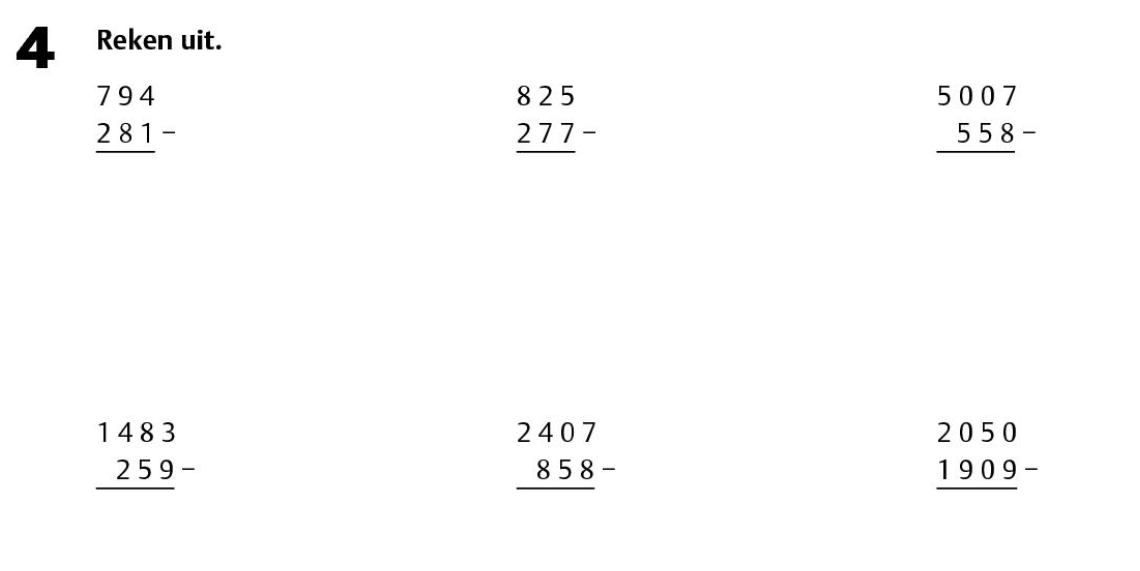 4 Reken uit.
794 825 5007
281 – 277 – 558 –
1483 2407 2050
259 – 858 – 1909 –